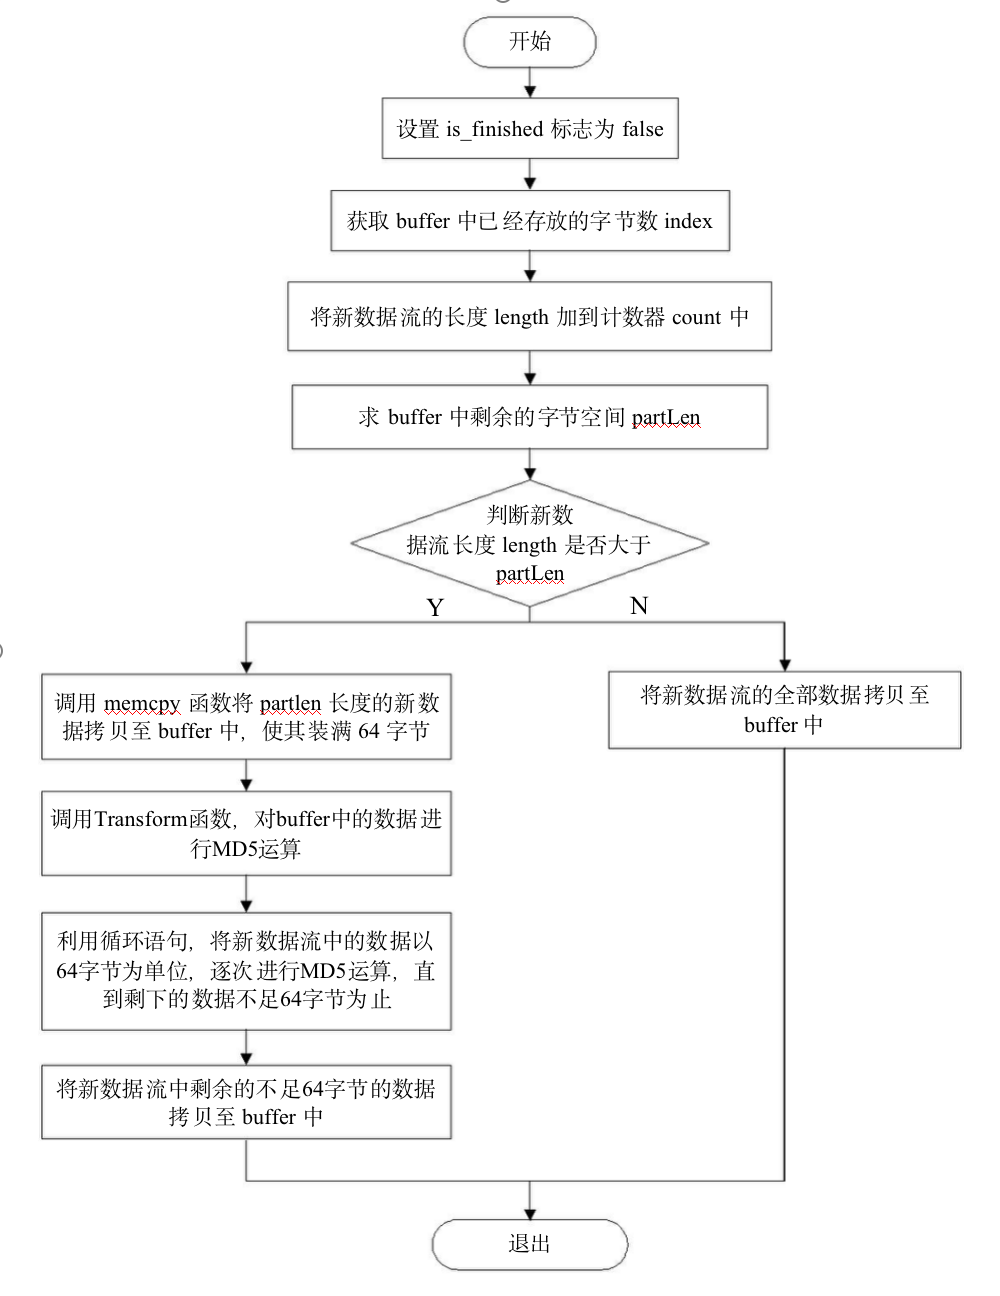 开始
设置 is_finished 标志为 false
获取 buffer 中已经存放的字节数 index
将新数据流的长度 length 加到计数器 count 中
求 buffer 中剩余的字节空间 partLen
判断新数
据流长度 length 是否大于
partLen
Y
N
调用 memcpy 函数将 partlen 长度的新数
据拷贝至 buffer 中，使其装满 64 字节
将新数据流的全部数据拷贝至
buffer 中
调用Transform函数，对buffer中的数据进
行MD5运算
利用循环语句，将新数据流中的数据以
64字节为单位，逐次进行MD5运算，直
到剩下的数据不足64字节为止
将新数据流中剩余的不足64字节的数据
拷贝至 buffer 中
退出